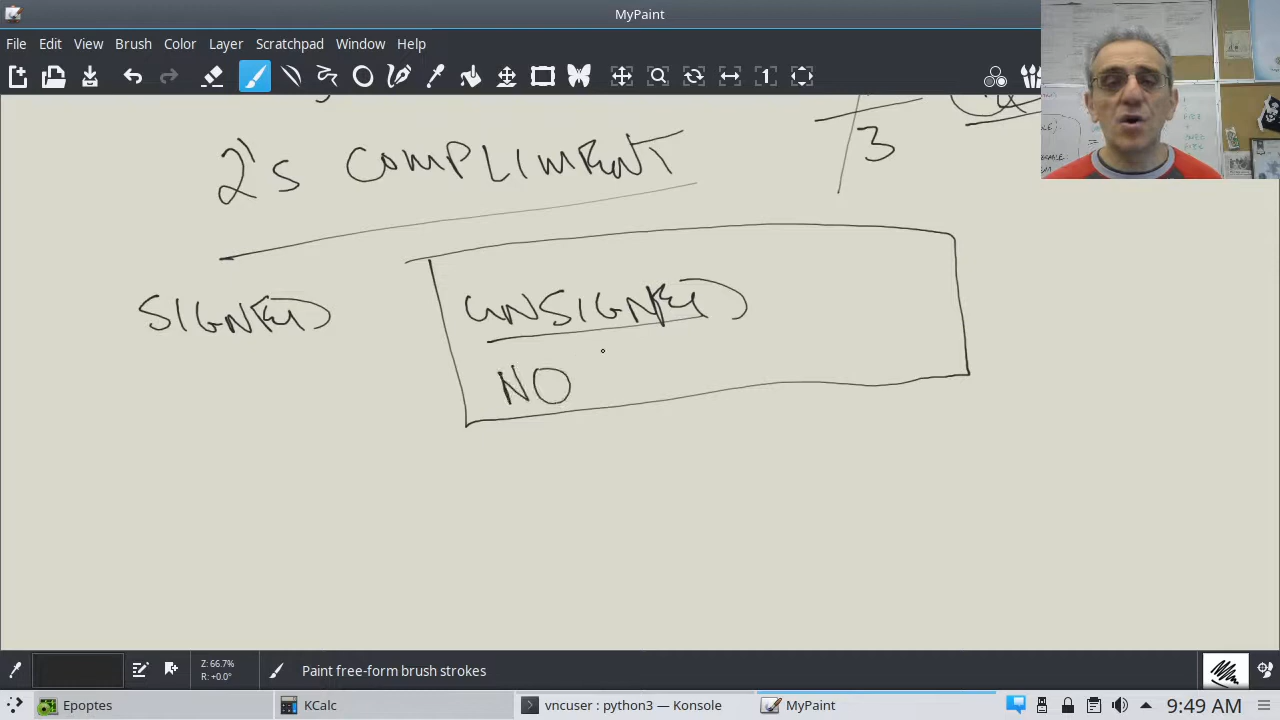 MyPaint
File Edit View Brush Color Layer Scratchpad Window Help
3
2's COMPLIMENT
SIGNED UNSIGNED
NO
Z: 66.7%
R: +0.0°
Paint free-form brush strokes
Epoptes KCalc vncuser : python3 — Konsole MyPaint 9:49 AM